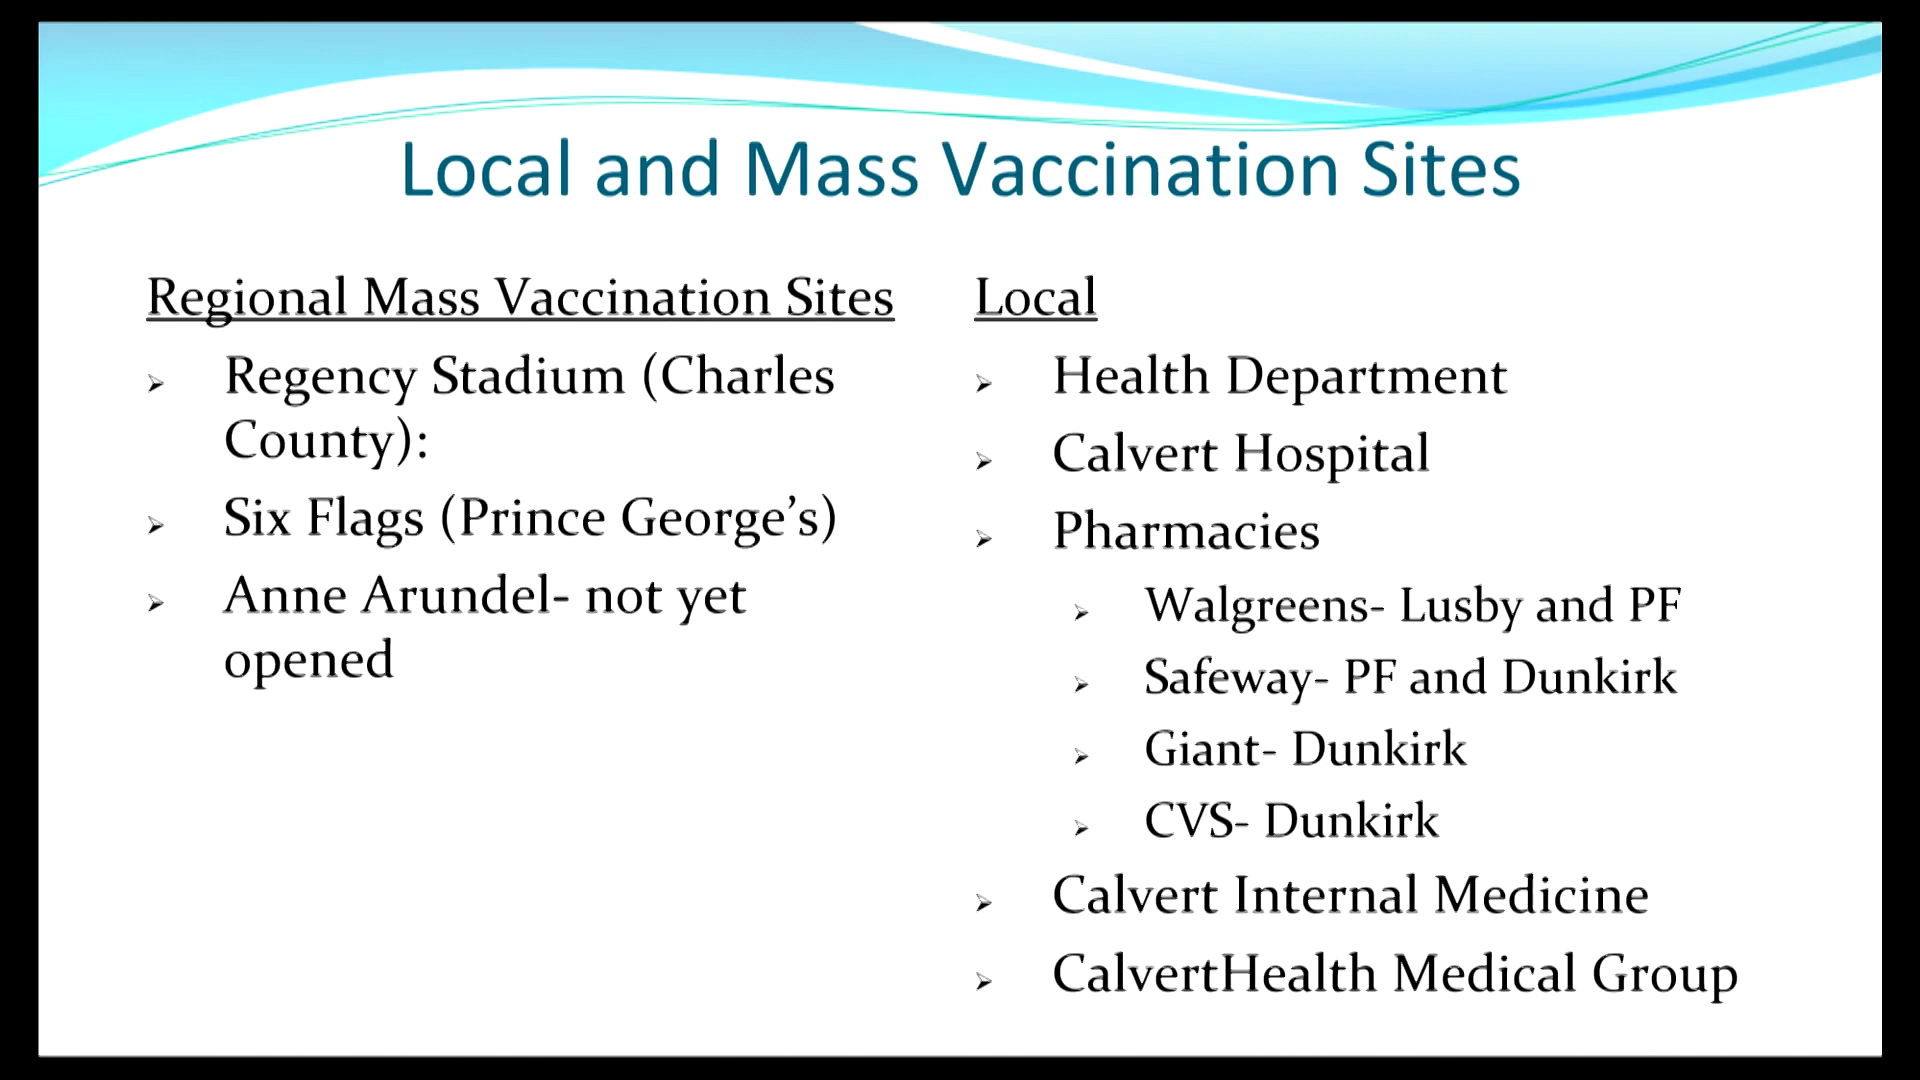 Local and Mass Vaccination Sites
Regional Mass Vaccination Sites
Regency Stadium (Charles
County):
Six Flags (Prince George’s)
Anne Arundel- not yet
opened
Local
Health Department
Calvert Hospital
Pharmacies
Walgreens- Lusby and PF
Safeway- PF and Dunkirk
Giant- Dunkirk
CVS- Dunkirk
Calvert Internal Medicine
CalvertHealth Medical Group